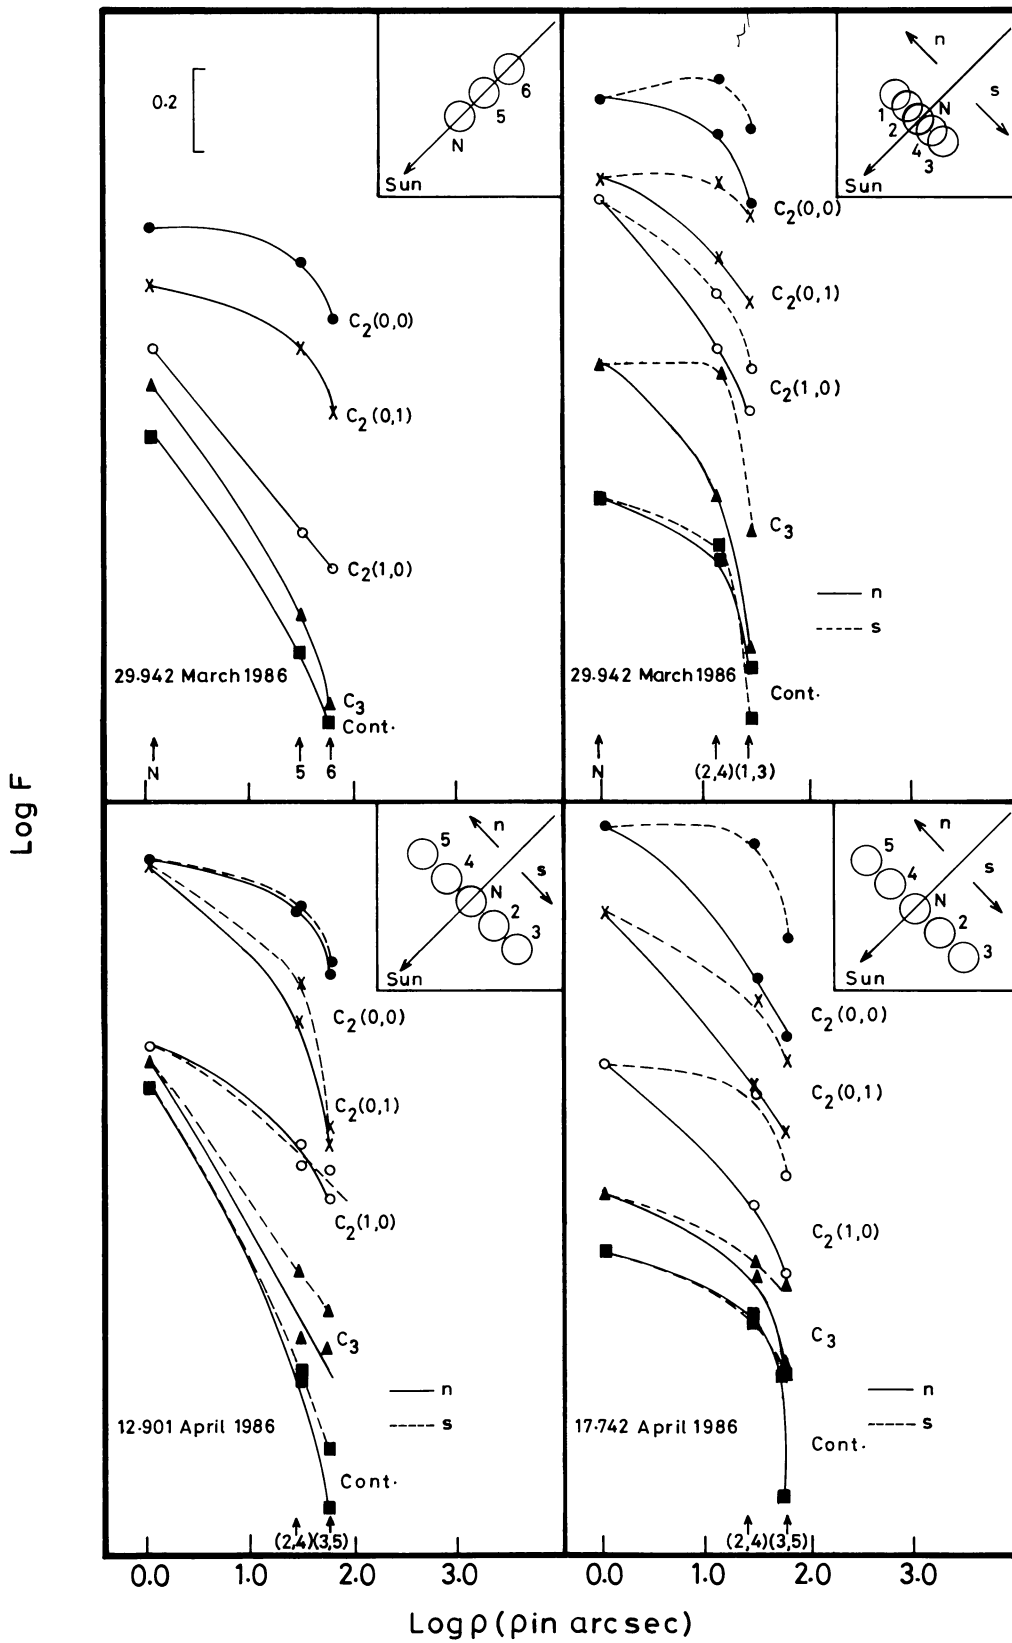 Log F
0.2
6
5
N
Sun
C2(0,0)
C2(0,1)
C2(1,0)
29.942 March 1986
C3
Cont.
N
5
6
n
s
N
1
2
4
3
Sun
C2(0,0)
C2(0,1)
C2(1,0)
C3
n
s
29.942 March 1986
Cont.
N
(2,4)(1,3)
n
s
5
4
N
2
3
Sun
C2(0,0)
C2(0,1)
C2(1,0)
C3
n
s
12.901 April 1986
Cont.
(2,4)(3,5)
n
s
5
4
N
2
3
Sun
C2(0,0)
C2(0,1)
C2(1,0)
C3
n
s
17.742 April 1986
Cont.
(2,4)(3,5)
0.0 1.0 2.0 3.0 0.0 1.0 2.0 3.0
Log ρ (ρin arcsec)